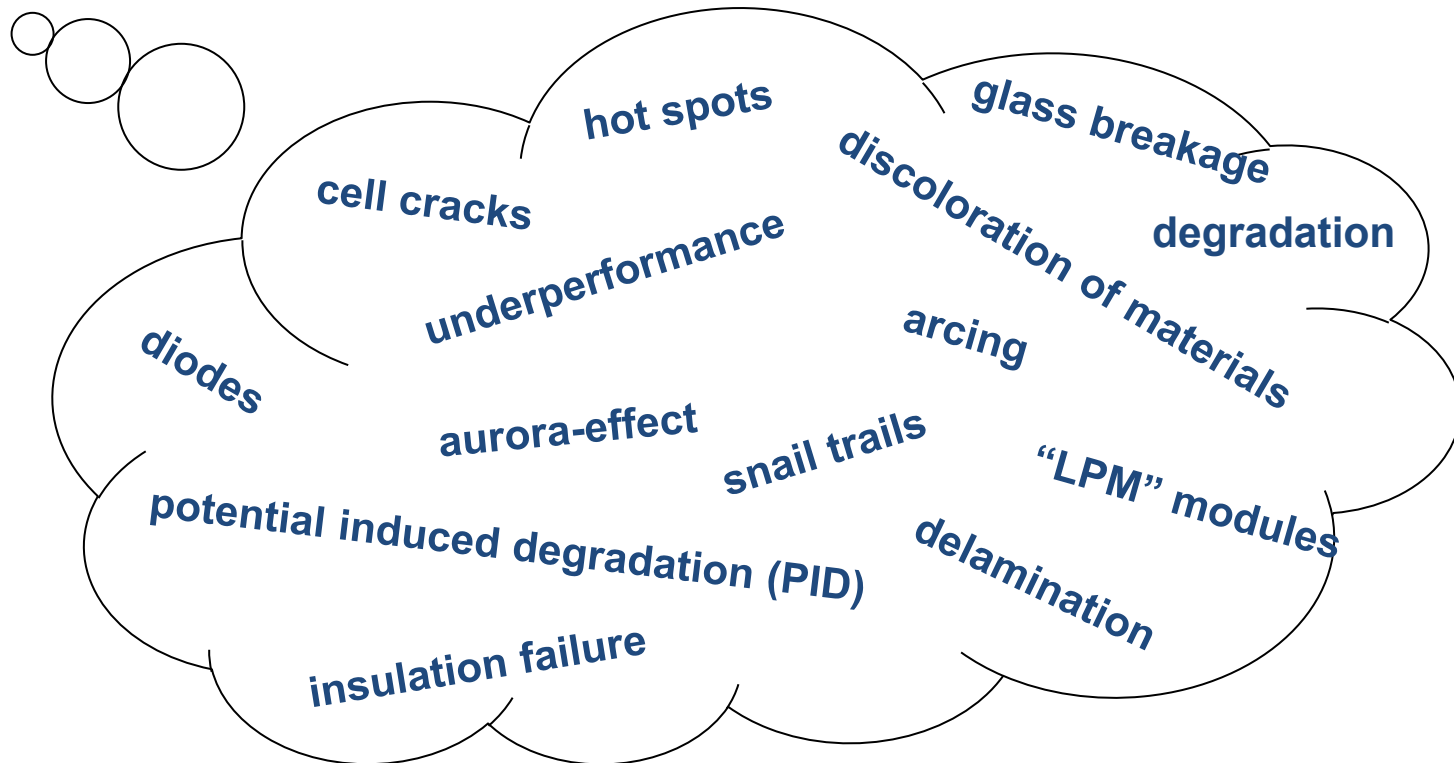 hot spots
glass breakage
cell cracks
discoloration of materials
degradation
underperformance
arcing
diodes
aurora-effect
snail trails
“LPM” modules
potential induced degradation (PID)
delamination
insulation failure